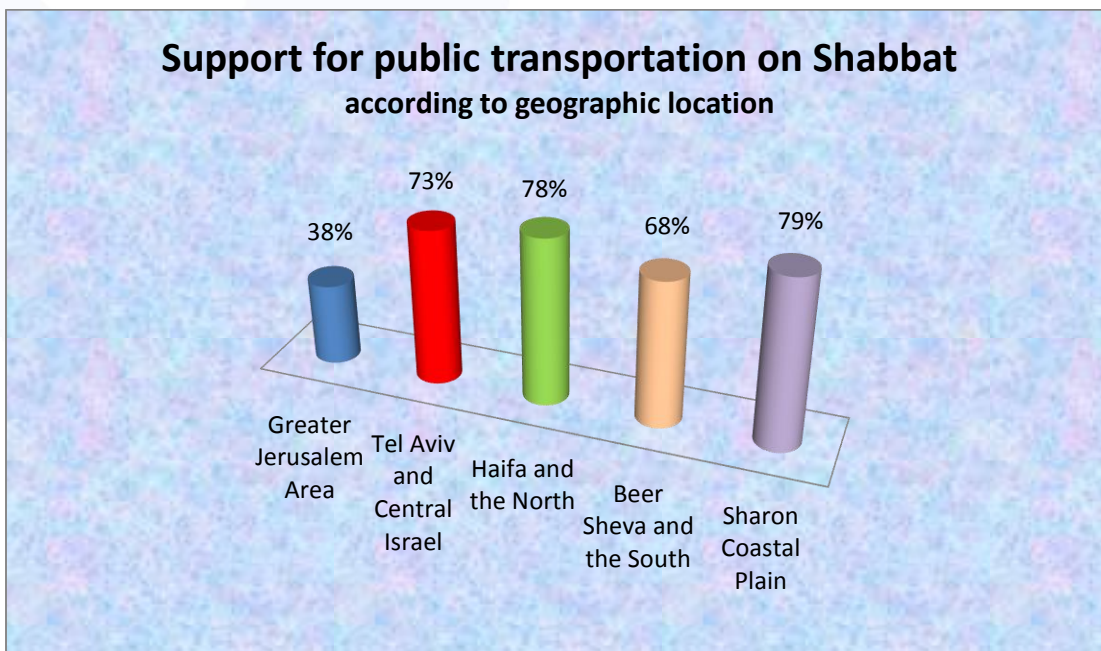 Support for public transportation on Shabbat
according to geographic location
38%
73%
78%
68%
79%
Greater
Jerusalem
Area
Tel Aviv
and
Central
Israel
Haifa and
the North
Beer
Sheva and
the South
Sharon
Coastal
Plain